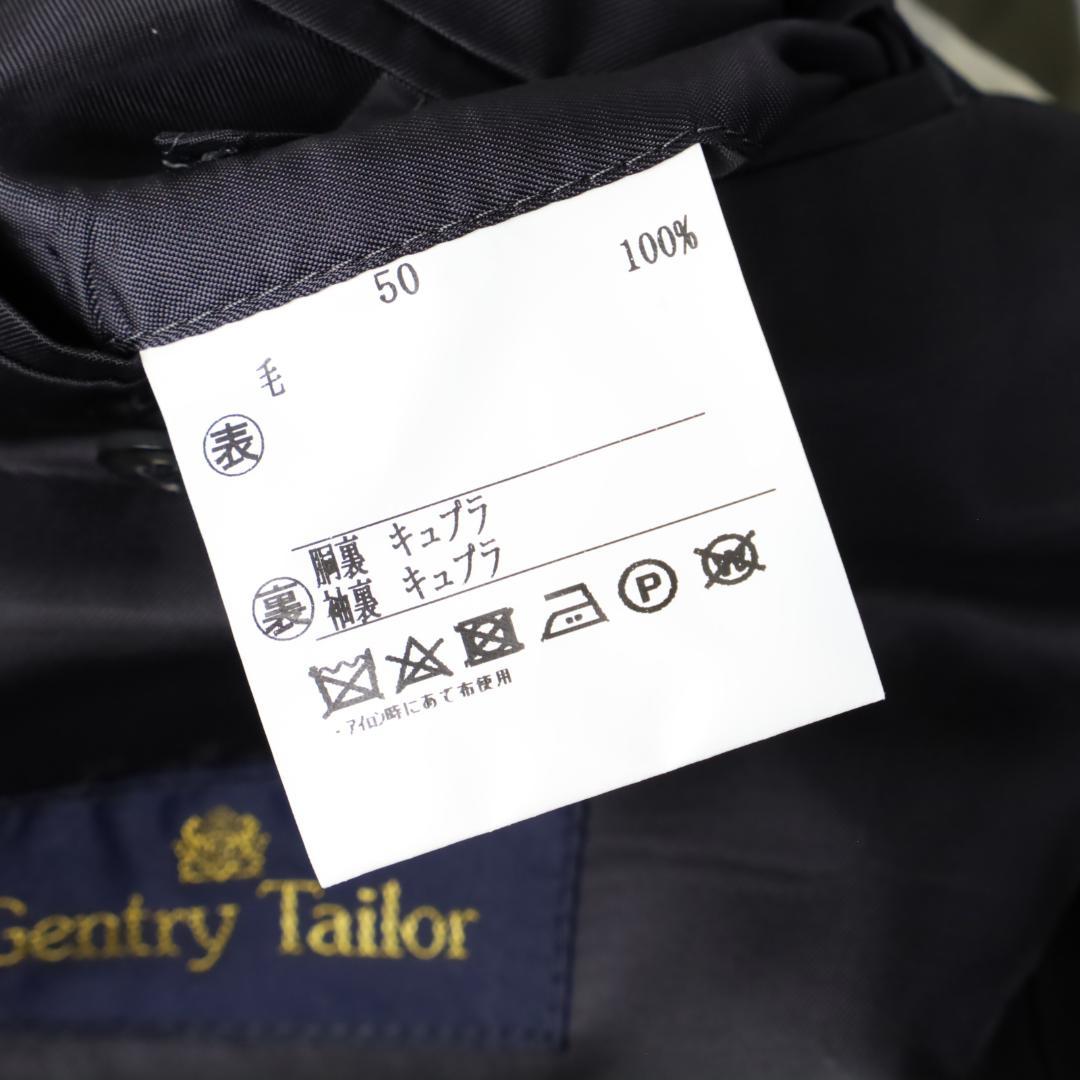 50
毛 100%
表
胴裏 キュプラ
裏 袖裏 キュプラ
P
W
・アイロン時にあて布使用
Gentry Tailor